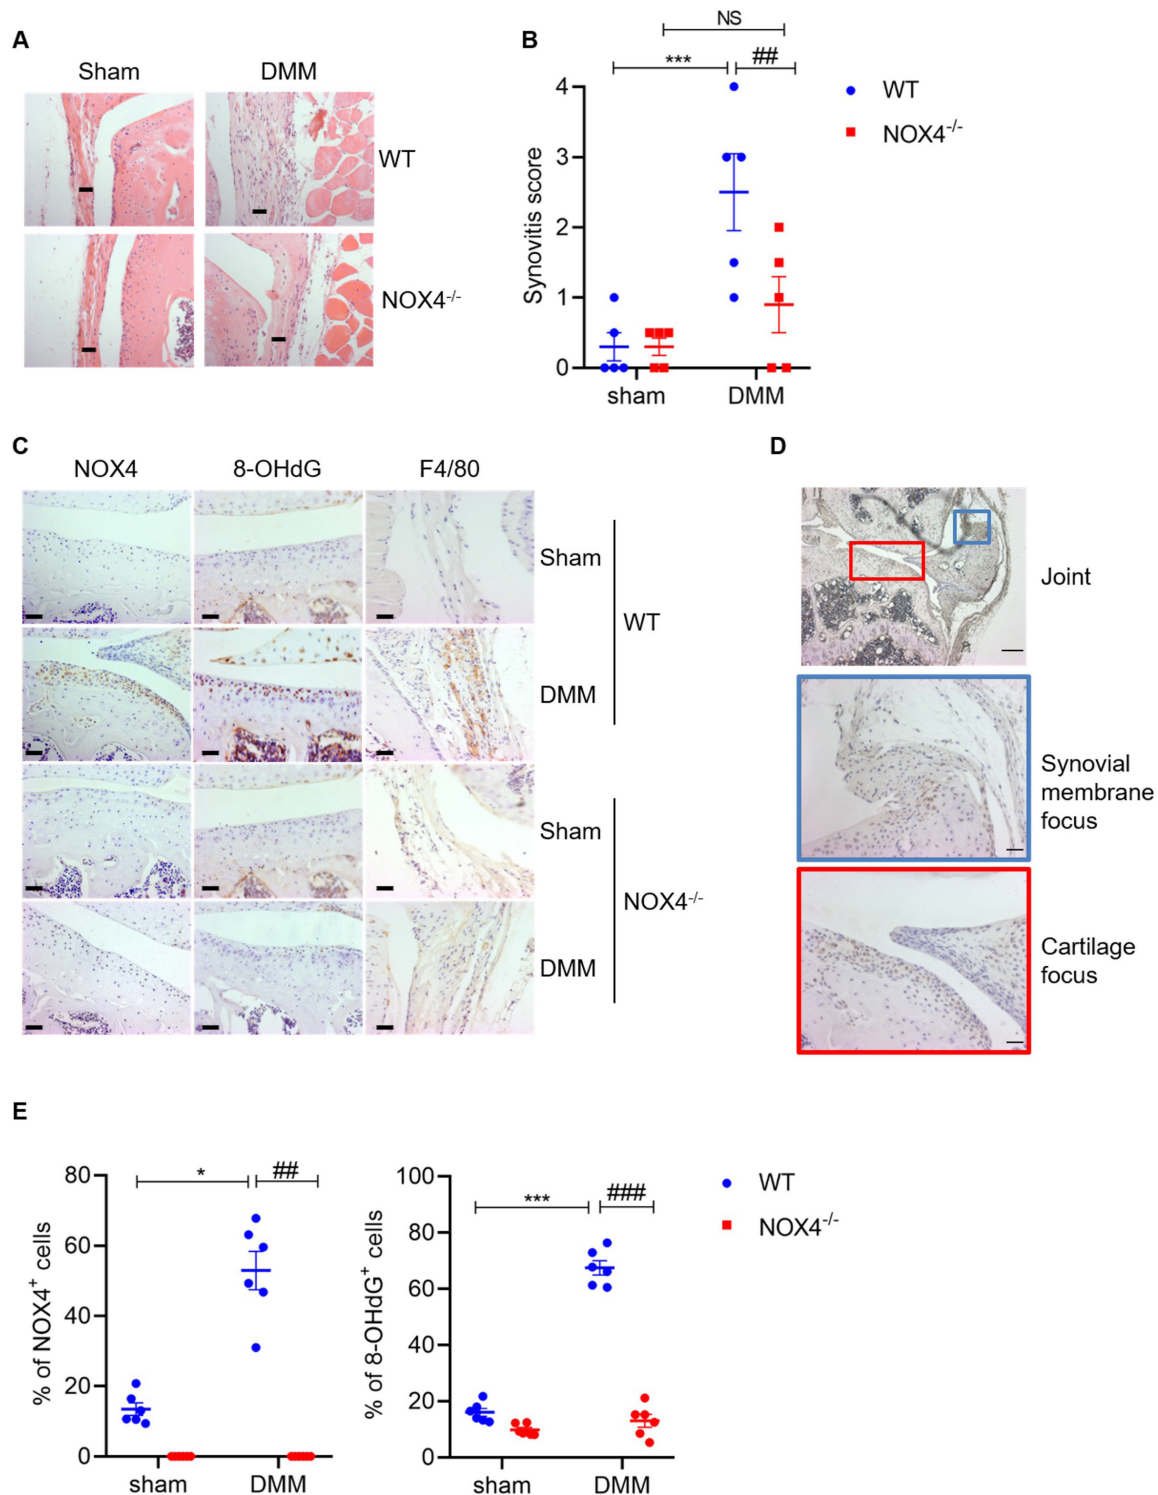 A
Sham
DMM
WT
NOX4-/-
B
NS
***
##
4
3
2
1
0
Synovitis score
sham
DMM
WT
NOX4-/-
C
NOX4
8-OHdG
F4/80
Sham
DMM
WT
Sham
DMM
NOX4-/-
D
Joint
Synovial
membrane
focus
Cartilage
focus
E
*
##
80
60
40
20
0
% of NOX4+ cells
sham
DMM
***
###
100
80
60
40
20
0
% of 8-OHdG+ cells
sham
DMM
WT
NOX4-/-